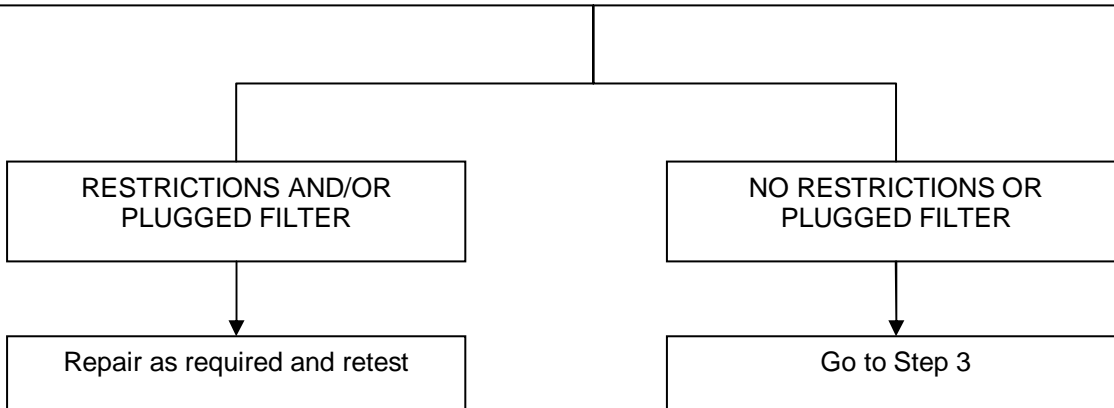 RESTRICTIONS AND/OR
PLUGGED FILTER
NO RESTRICTIONS OR
PLUGGED FILTER
Repair as required and retest
Go to Step 3